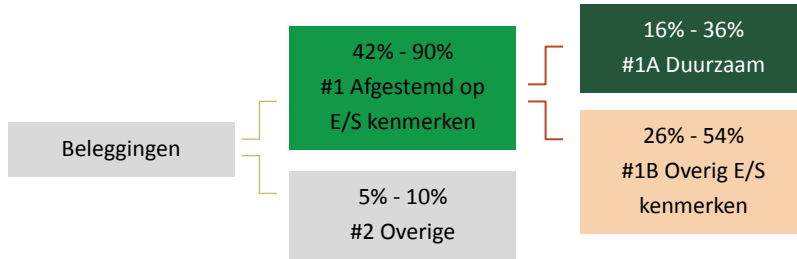 Beleggingen
42% - 90%
#1 Afgestemd op
E/S kenmerken
5% - 10%
#2 Overige
16% - 36%
#1A Duurzaam
26% - 54%
#1B Overig E/S
kenmerken